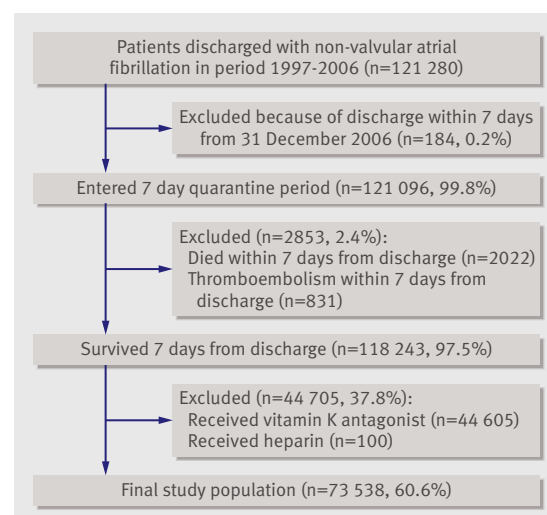 Patients discharged with non-valvular atrial
fibrillation in period 1997-2006 (n=121 280)
Excluded because of discharge within 7 days
from 31 December 2006 (n=184, 0.2%)
Entered 7 day quarantine period (n=121 096, 99.8%)
Excluded (n=2853, 2.4%):
Died within 7 days from discharge (n=2022)
Thromboembolism within 7 days from
discharge (n=831)
Survived 7 days from discharge (n=118 243, 97.5%)
Excluded (n=44 705, 37.8%):
Received vitamin K antagonist (n=44 605)
Received heparin (n=100)
Final study population (n=73 538, 60.6%)